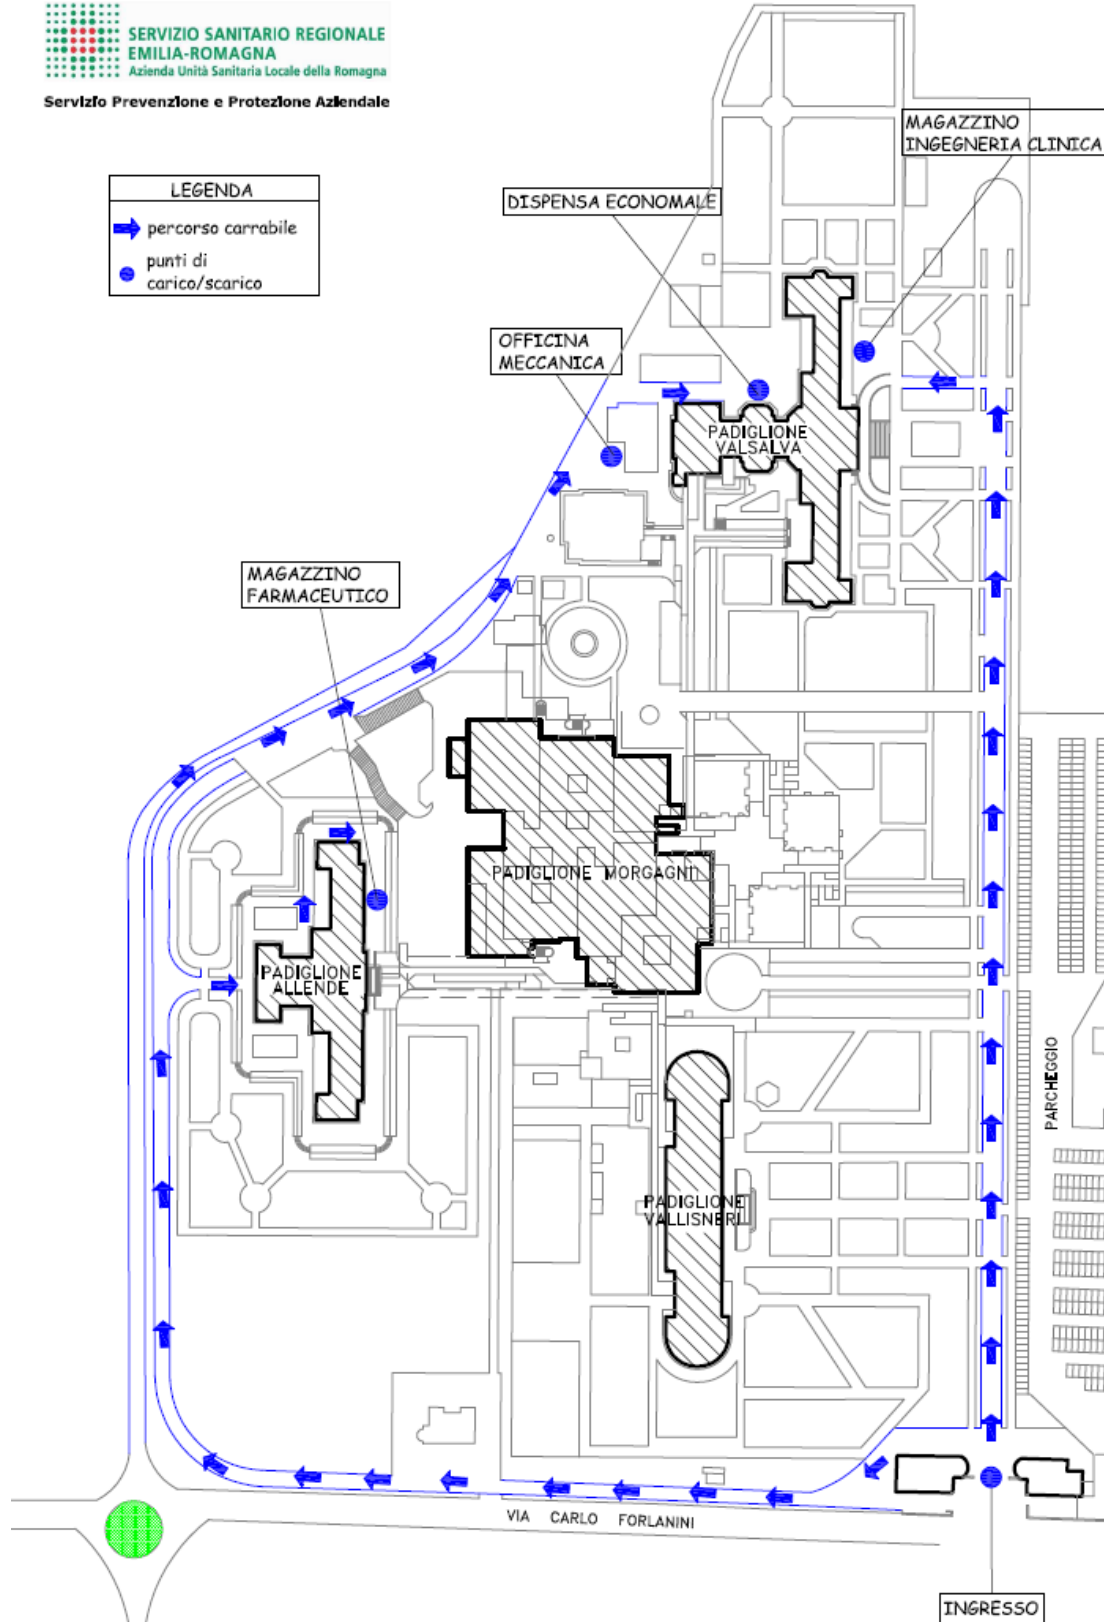 SERVIZIO SANITARIO REGIONALE
EMILIA-ROMAGNA
Azienda Unità Sanitaria Locale della Romagna
Servizio Prevenzione e Protezione Aziendale
MAGAZZINO
INGEGNERIA CLINICA
LEGENDA
percorso carrabile
punti di
carico/scarico
DISPENSA ECONOMALE
OFFICINA
MECCANICA
PADIGLIONE
VALSALVA
MAGAZZINO
FARMACEUTICO
PADIGLIONE MORGAGNI
PADIGLIONE
ALLENDE
PARCHEGGIO
PADIGLIONE
VALLISNERI
VIA CARLO FORLANINI
INGRESSO